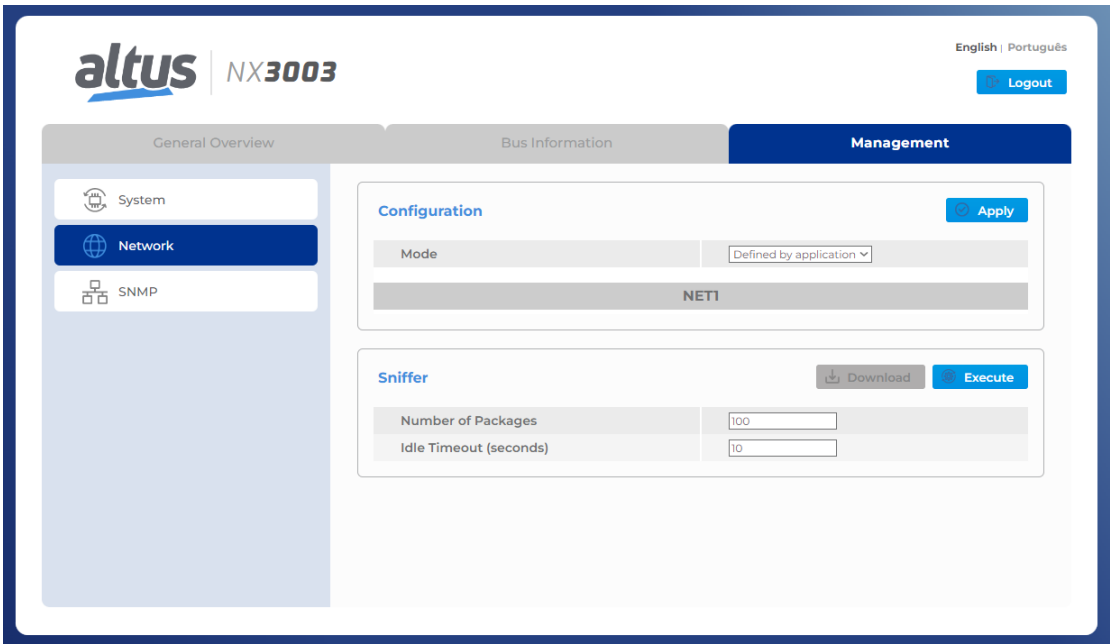 English | Português
altus | NX3003
Logout
General Overview Bus Information Management
System
Network
SNMP
Configuration Apply
Mode Defined by application
NET1
Sniffer Download Execute
Number of Packages 100
Idle Timeout (seconds) 10